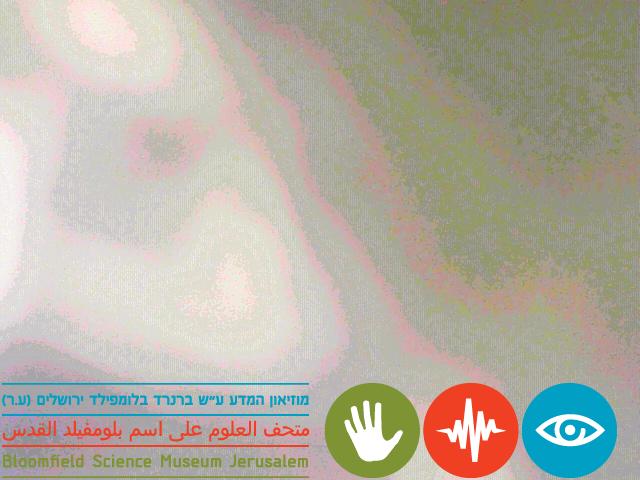 מוזיאון המדע ע״ש ברנרד בלומפילד ירושלים (ע.ר)
متحف العلوم على اسم بلومفيلد القدس
Bloomfield Science Museum Jerusalem